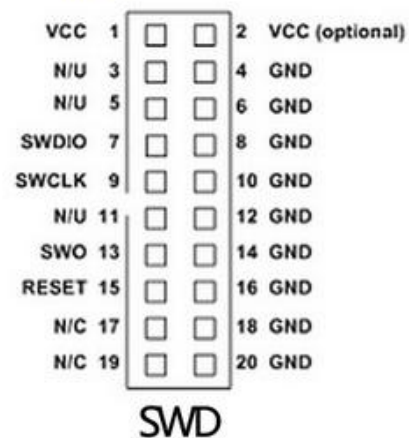 VCC 1 2 VCC (optional)
N/U 3 4 GND
N/U 5 6 GND
SWDIO 7 8 GND
SWCLK 9 10 GND
N/U 11 12 GND
SWO 13 14 GND
RESET 15 16 GND
N/C 17 18 GND
N/C 19 20 GND
SWD